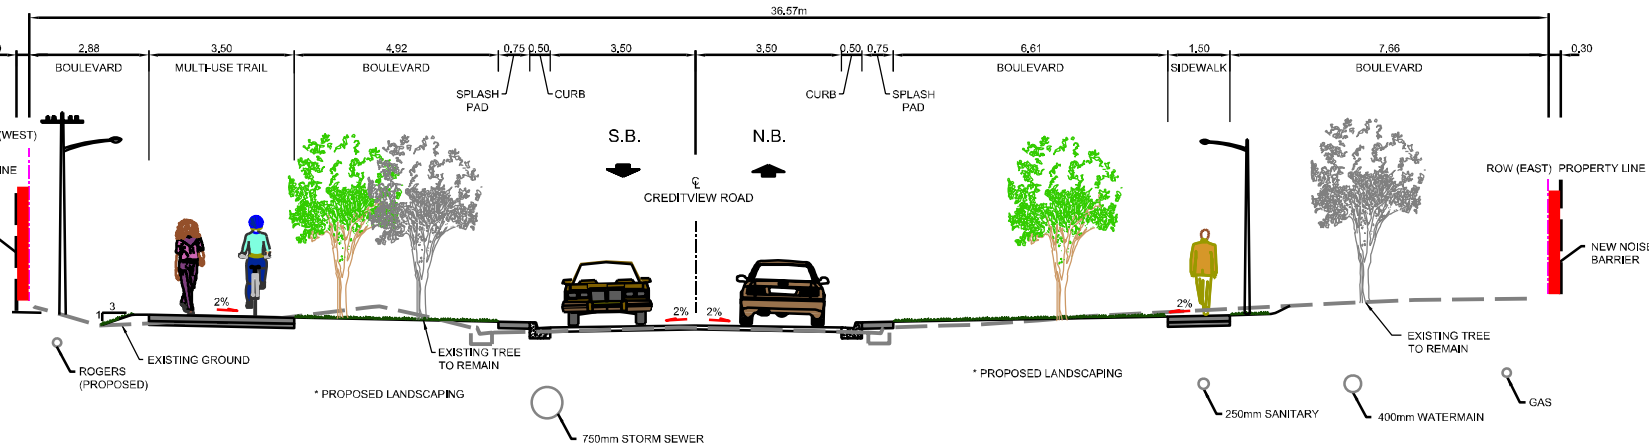 36.57m
2.88 3.50 4.92 0.75 0.50 3.50 3.50 0.50 0.75 6.61 1.50 7.66 0.30
BOULEVARD MULTI-USE TRAIL BOULEVARD BOULEVARD SIDEWALK BOULEVARD
SPLASH
PAD
CURB
CURB
SPLASH
PAD
(WEST)
S.B.
N.B.
ROW (EAST) PROPERTY LINE
℄
CREDITVIEW ROAD
NEW NOISE
BARRIER
3
1
2%
2%
2%
2%
EXISTING GROUND
ROGERS
(PROPOSED)
EXISTING TREE
TO REMAIN
EXISTING TREE
TO REMAIN
* PROPOSED LANDSCAPING
* PROPOSED LANDSCAPING
750mm STORM SEWER
250mm SANITARY
400mm WATERMAIN
GAS